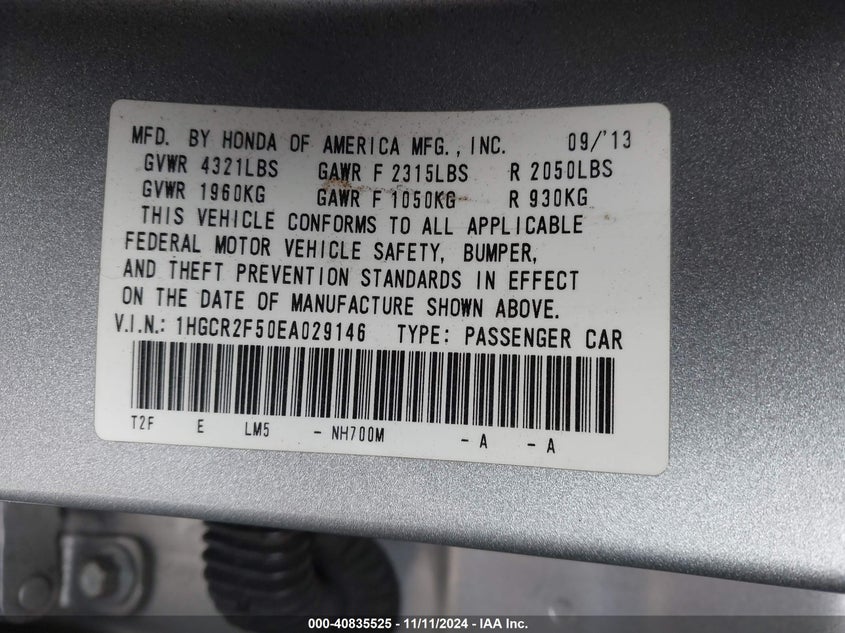 MFD. BY HONDA OF AMERICA MFG., INC. 09/'13
GVWR 4321LBS GAWR F 2315LBS R 2050LBS
GVWR 1960KG GAWR F 1050KG R 930KG
THIS VEHICLE CONFORMS TO ALL APPLICABLE
FEDERAL MOTOR VEHICLE SAFETY, BUMPER,
AND THEFT PREVENTION STANDARDS IN EFFECT
ON THE DATE OF MANUFACTURE SHOWN ABOVE.
V.I.N.: 1HGCR2F50EA029146 TYPE: PASSENGER CAR
T2F E LM5 - NH700M - A - A
000-40835525 - 11/11/2024 - IAA Inc.